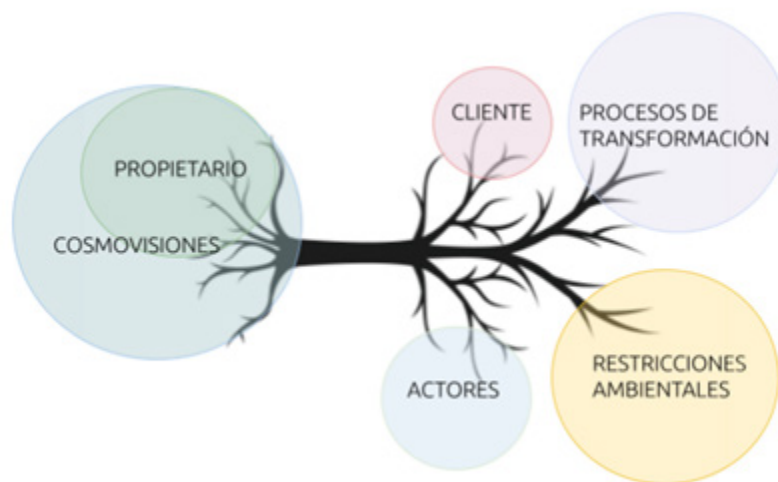 PROPIETARIO
COSMOVISIONES
CLIENTE
PROCESOS DE
TRANSFORMACIÓN
ACTORES
RESTRICCIONES
AMBIENTALES